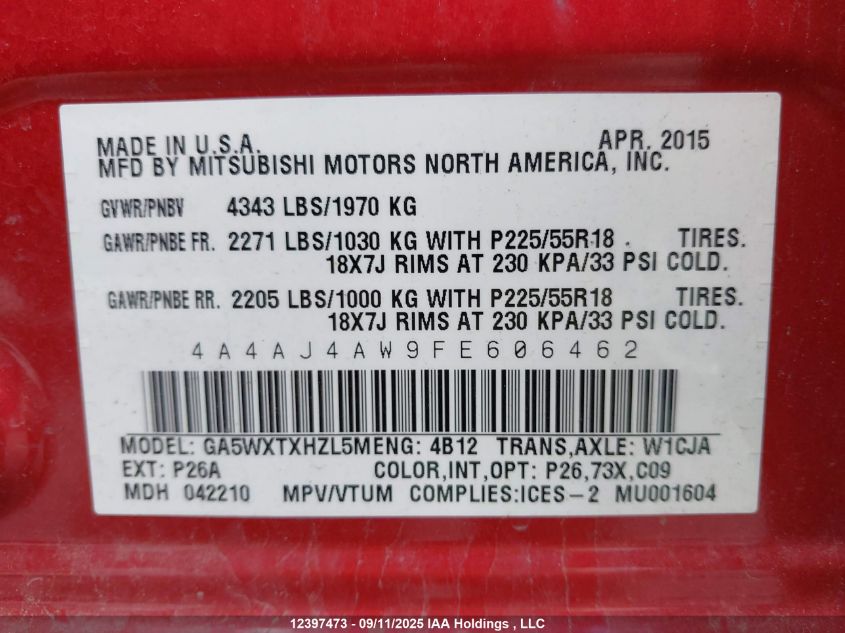 MADE IN U.S.A. APR. 2015
MFD BY MITSUBISHI MOTORS NORTH AMERICA, INC.
GVWR/PNBV 4343 LBS/1970 KG
GAWR/PNBE FR. 2271 LBS/1030 KG WITH P225/55R18 . TIRES.
18X7J RIMS AT 230 KPA/33 PSI COLD.
GAWR/PNBE RR. 2205 LBS/1000 KG WITH P225/55R18 TIRES.
18X7J RIMS AT 230 KPA/33 PSI COLD.
4A4AJ4AW9FE606462
MODEL: GA5WXTXHZL5MENG: 4B12 TRANS,AXLE: W1CJA
EXT: P26A COLOR,INT,OPT: P26,73X,C09
MDH 042210 MPV/VTUM COMPLIES:ICES-2 MU001604
12397473 - 09/11/2025 IAA Holdings , LLC